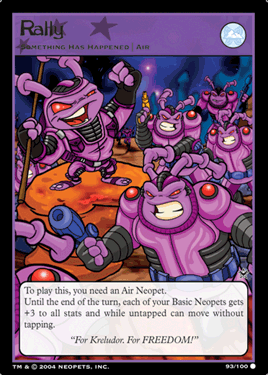 Rally
Something Has Happened | Air
To play this, you need an Air Neopet.
Until the end of the turn, each of your Basic Neopets gets
+3 to all stats and while untapped can move without
tapping.
"For Kreludor. For FREEDOM!"
TM & © 2004 NEOPETS, INC.
93/100